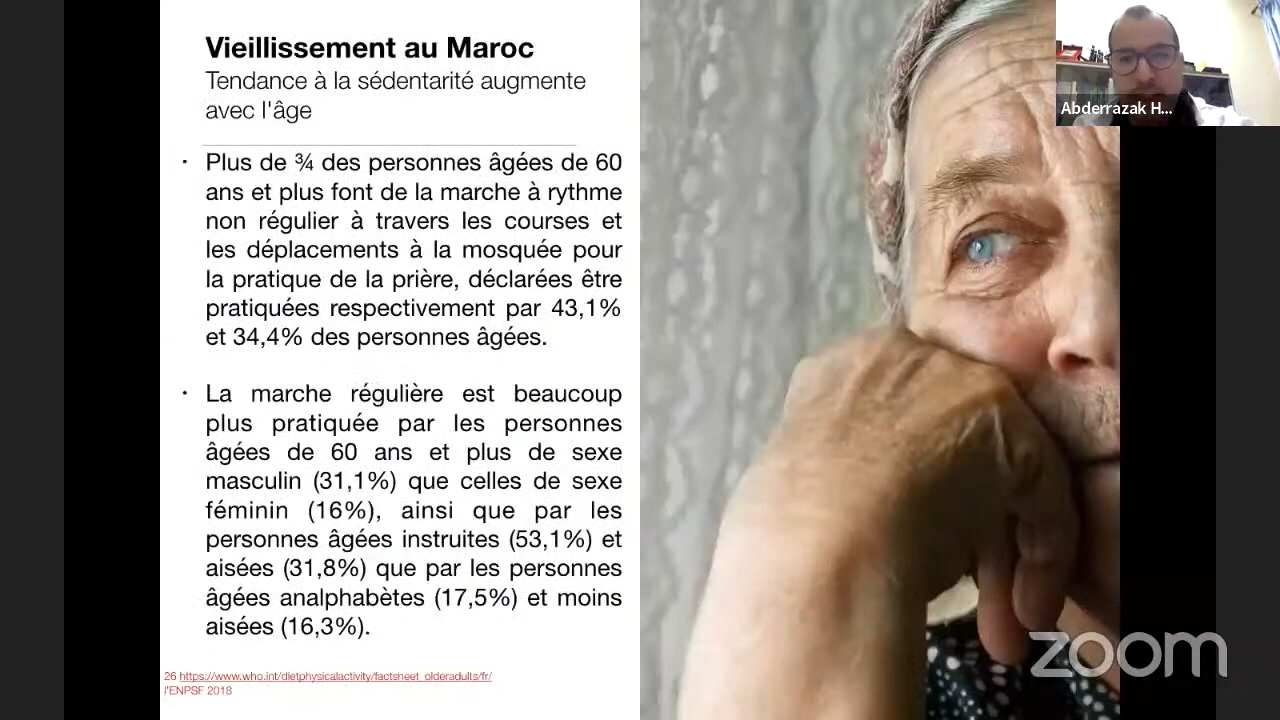 Vieillissement au Maroc
Tendance à la sédentarité augmente
avec l'âge
• Plus de ¾ des personnes âgées de 60
ans et plus font de la marche à rythme
non régulier à travers les courses et
les déplacements à la mosquée pour
la pratique de la prière, déclarées être
pratiquées respectivement par 43,1%
et 34,4% des personnes âgées.
• La marche régulière est beaucoup
plus pratiquée par les personnes
âgées de 60 ans et plus de sexe
masculin (31,1%) que celles de sexe
féminin (16%), ainsi que par les
personnes âgées instruites (53,1%) et
aisées (31,8%) que par les personnes
âgées analphabètes (17,5%) et moins
aisées (16,3%).
26 https://www.who.int/dietphysicalactivity/factsheet_olderadults/fr/
l'ENPSF 2018
Abderrazak H...
zoom